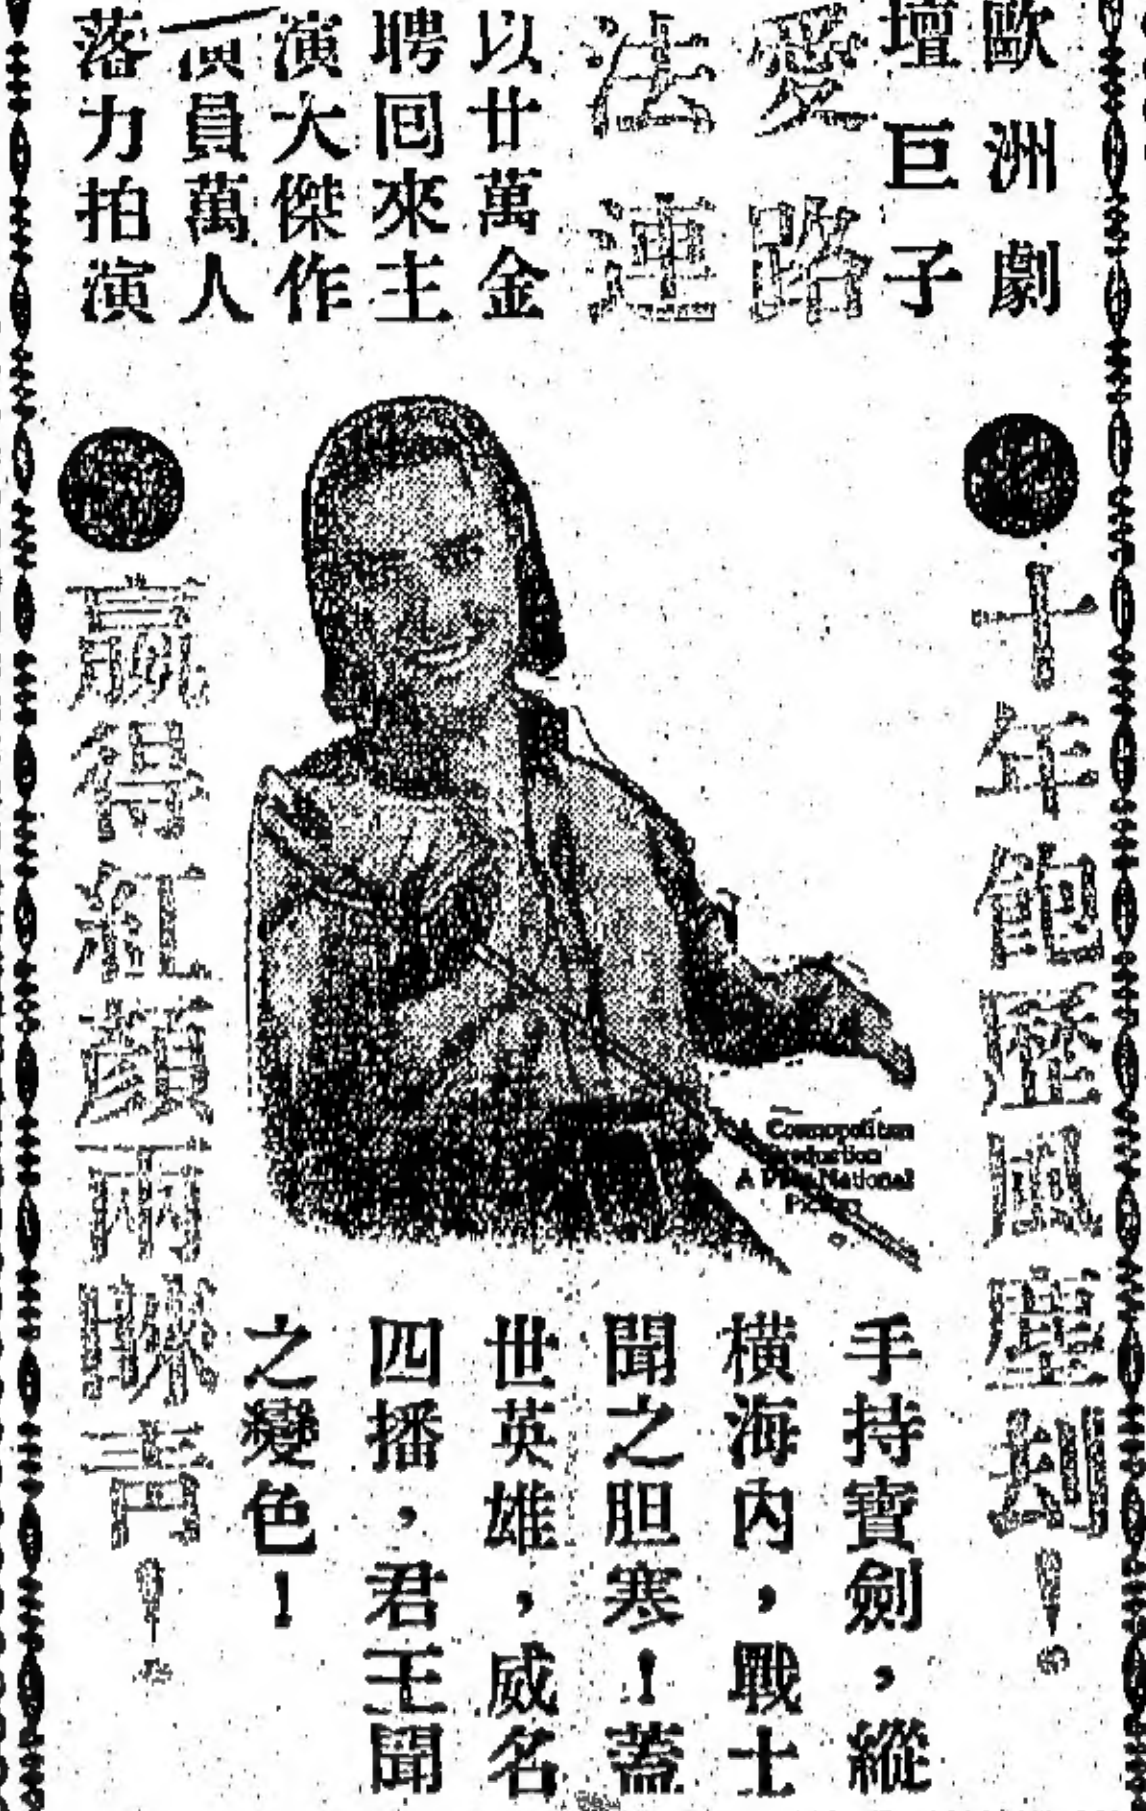 歐洲劇
壇巨子
愛路
法連
以廿萬金
聘回來主
演大傑作
演員萬人
落力拍演
十年飽歷風塵刧！
A Cosmopolitan
Production
A First National
Picture
手持寶劍，縱
橫海內，戰士
聞之胆寒！蓋
世英雄，威名
四播，君王聞
之變色！
贏得紅顏兩睬青！